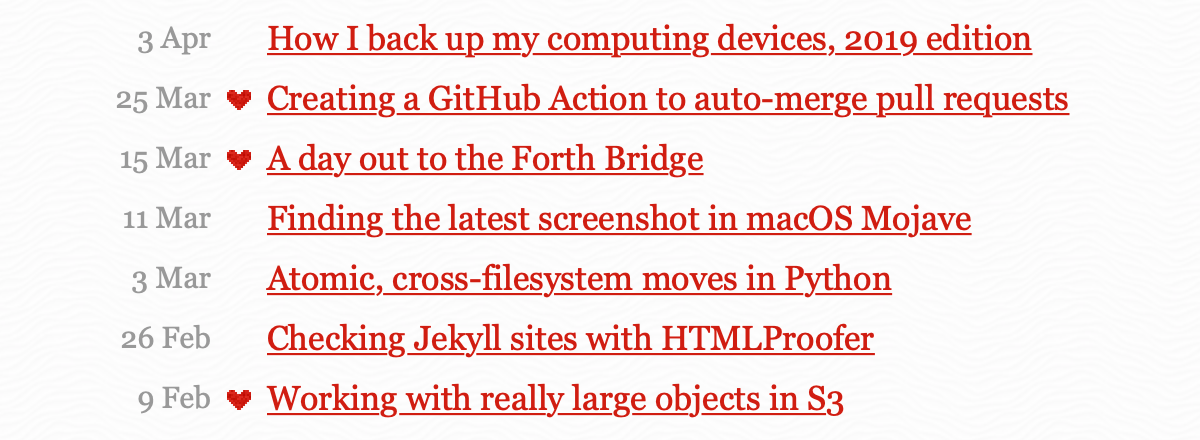 3 Apr How I back up my computing devices, 2019 edition
25 Mar Creating a GitHub Action to auto-merge pull requests
15 Mar A day out to the Forth Bridge
11 Mar Finding the latest screenshot in macOS Mojave
3 Mar Atomic, cross-filesystem moves in Python
26 Feb Checking Jekyll sites with HTMLProofer
9 Feb Working with really large objects in S3